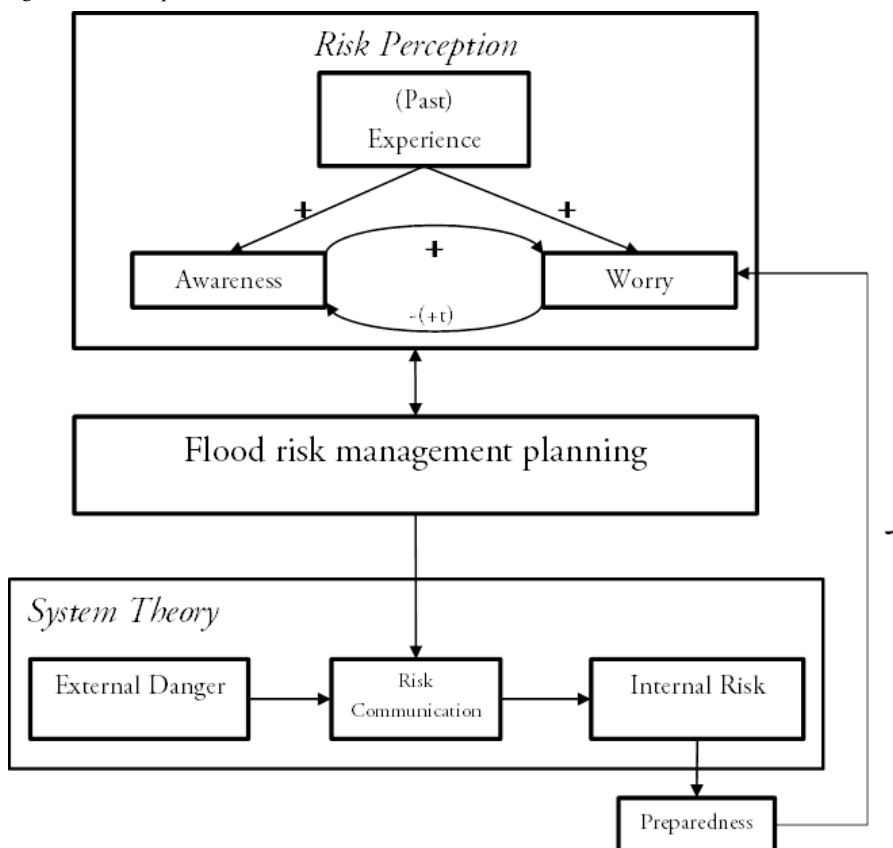 Risk Perception
(Past)
Experience
+
+
Awareness
+
Worry
-(+t)
Flood risk management planning
-
System Theory
External Danger
Risk
Communication
Internal Risk
Preparedness